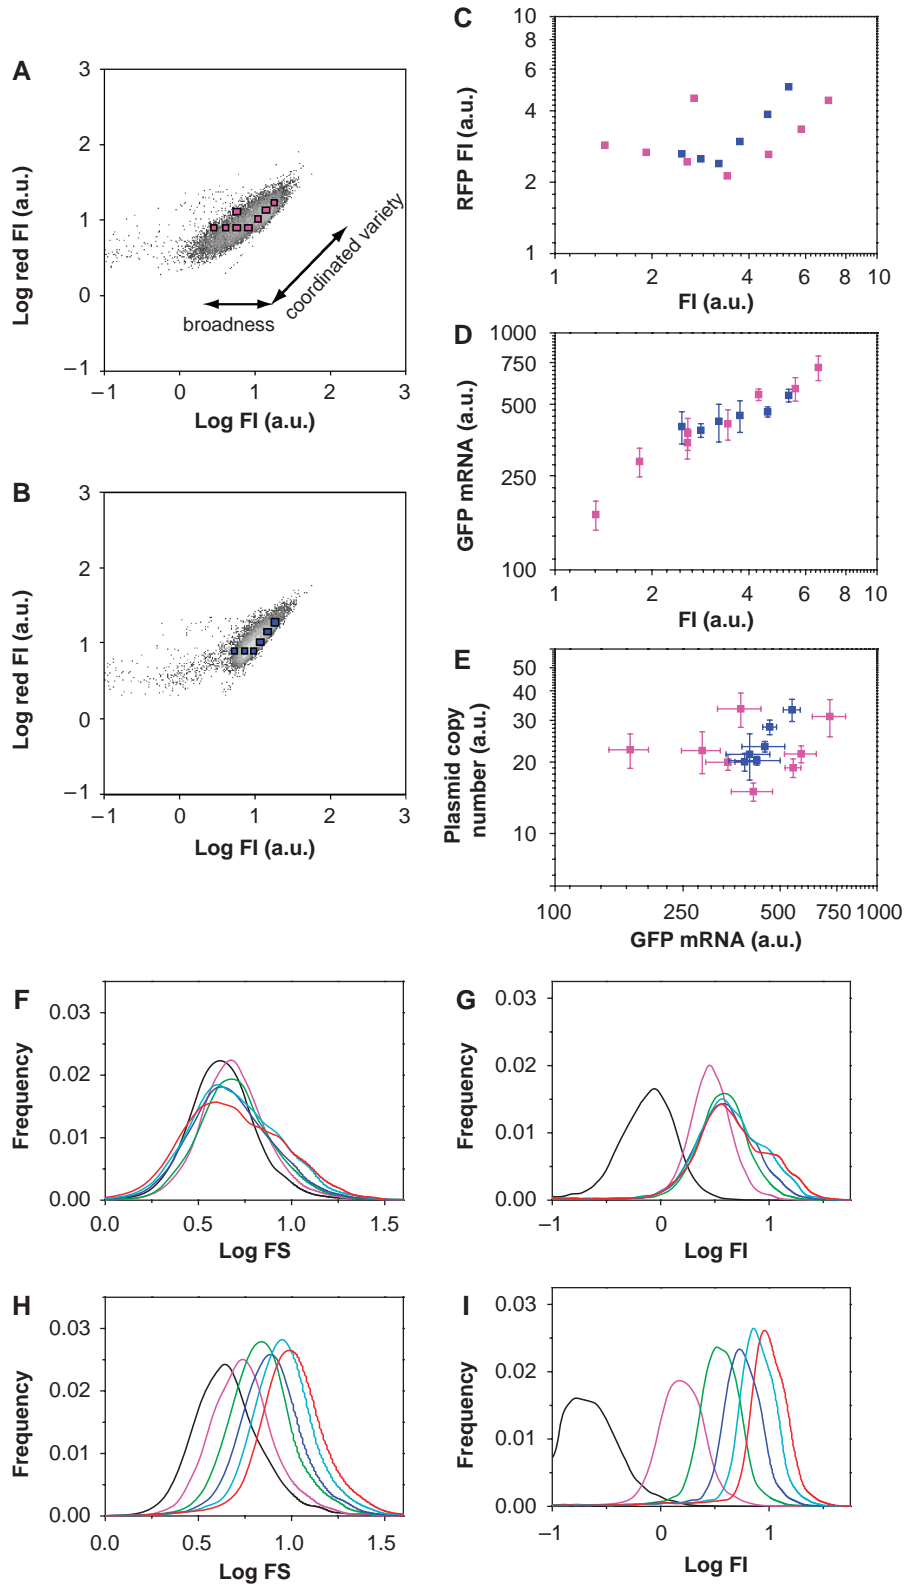 A
3
2
1
0
−1
−1
0
1
2
3
Log red FI (a.u.)
Log FI (a.u.)
broadness
coordinated variety
B
3
2
1
0
−1
−1
0
1
2
3
Log red FI (a.u.)
Log FI (a.u.)
C
10
8
6
4
2
1
1
2
4
6
8
10
RFP FI (a.u.)
FI (a.u.)
D
1000
750
500
250
100
1
2
4
6
8
10
GFP mRNA (a.u.)
FI (a.u.)
E
50
40
30
20
10
100
250
500
750
1000
Plasmid copy
number (a.u.)
GFP mRNA (a.u.)
F
0.03
0.02
0.01
0.00
0.0
0.5
1.0
1.5
Frequency
Log FS
G
0.03
0.02
0.01
0.00
−1
0
1
Frequency
Log FI
H
0.03
0.02
0.01
0.00
0.0
0.5
1.0
1.5
Frequency
Log FS
I
0.03
0.02
0.01
0.00
−1
0
1
Frequency
Log FI